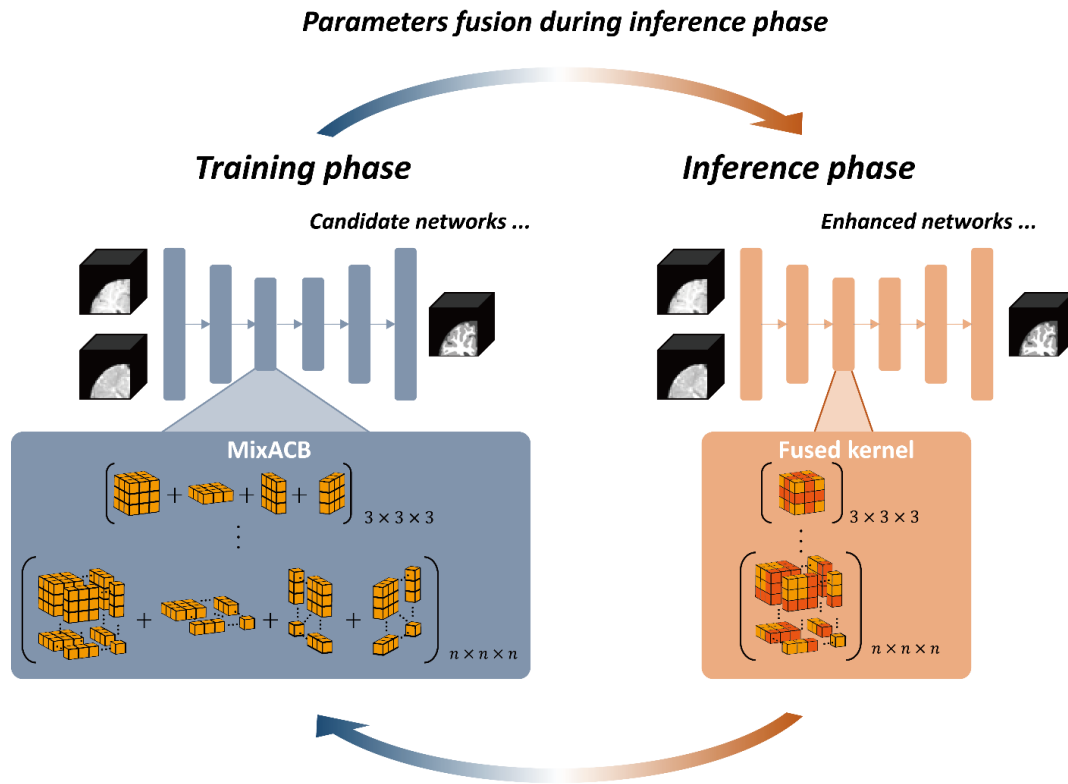 Parameters fusion during inference phase
Training phase
Inference phase
Candidate networks ...
Enhanced networks ...
MixACB
Fused kernel
+ + +
3 × 3 × 3
3 × 3 × 3
+ + +
n × n × n
n × n × n